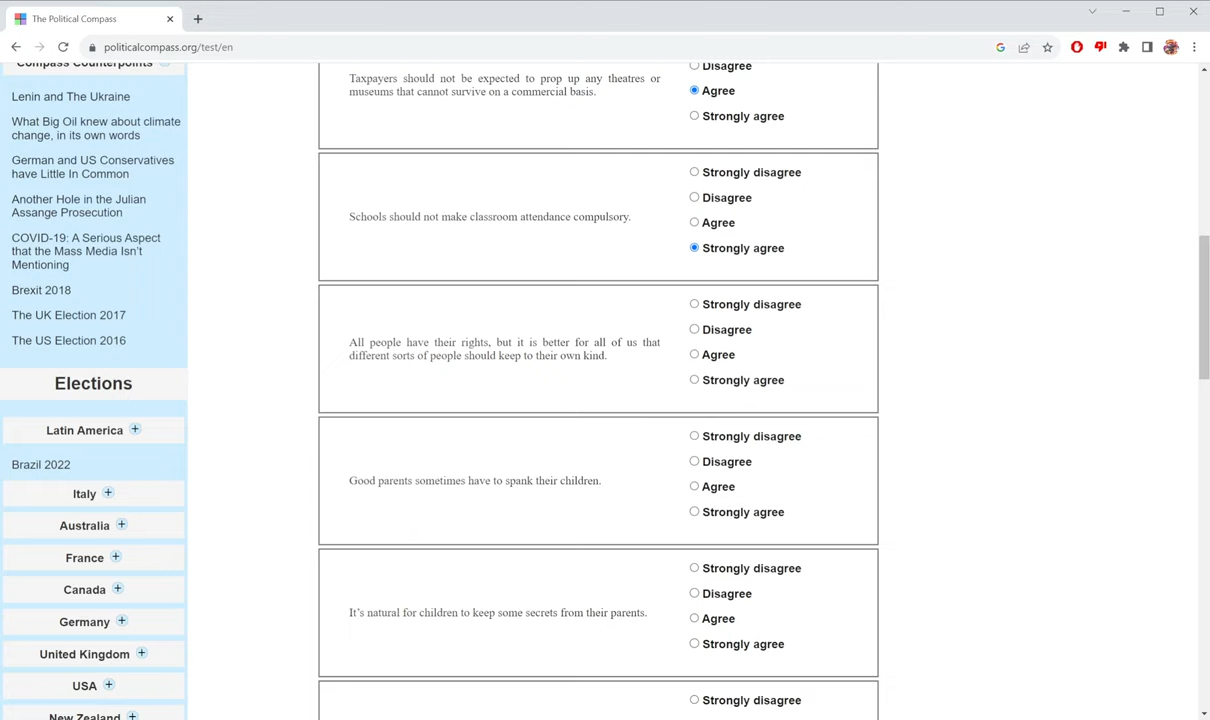 The Political Compass
politicalcompass.org/test/en
Compass Counterpoints
Lenin and The Ukraine
What Big Oil knew about climate
change, in its own words
German and US Conservatives
have Little In Common
Another Hole in the Julian
Assange Prosecution
COVID-19: A Serious Aspect
that the Mass Media Isn't
Mentioning
Brexit 2018
The UK Election 2017
The US Election 2016
Elections
Latin America +
Brazil 2022
Italy +
Australia +
France +
Canada +
Germany +
United Kingdom +
USA +
New Zealand +
Taxpayers should not be expected to prop up any theatres or
museums that cannot survive on a commercial basis.
Disagree
Agree
Strongly agree
Schools should not make classroom attendance compulsory.
Strongly disagree
Disagree
Agree
Strongly agree
All people have their rights, but it is better for all of us that
different sorts of people should keep to their own kind.
Strongly disagree
Disagree
Agree
Strongly agree
Good parents sometimes have to spank their children.
Strongly disagree
Disagree
Agree
Strongly agree
It's natural for children to keep some secrets from their parents.
Strongly disagree
Disagree
Agree
Strongly agree
Strongly disagree